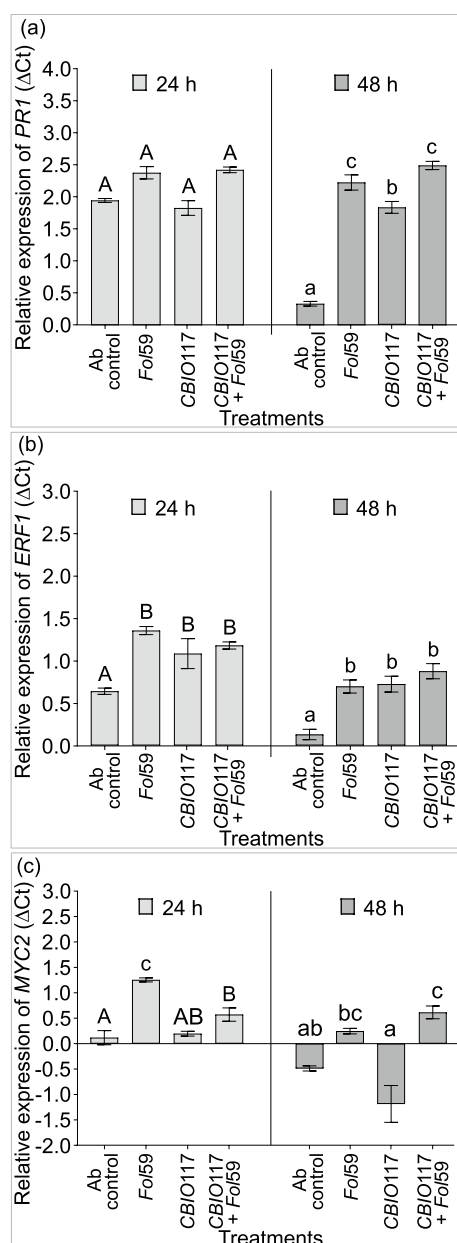 (a)
Relative expression of PR1 (ΔCt)
4.0
3.5
3.0
2.5
2.0
1.5
1.0
0.5
0.0
24 h
48 h
A
A
A
A
a
c
b
c
Ab control
Fol59
CBIO117
CBIO117 + Fol59
Ab control
Fol59
CBIO117
CBIO117 + Fol59
Treatments
(b)
Relative expression of ERF1 (ΔCt)
3.0
2.5
2.0
1.5
1.0
0.5
0.0
24 h
48 h
A
B
B
B
a
b
b
b
Ab control
Fol59
CBIO117
CBIO117 + Fol59
Ab control
Fol59
CBIO117
CBIO117 + Fol59
Treatments
(c)
Relative expression of MYC2 (ΔCt)
3.0
2.5
2.0
1.5
1.0
0.5
0.0
-0.5
-1.0
-1.5
-2.0
24 h
48 h
A
c
AB
B
ab
bc
a
c
Ab control
Fol59
CBIO117
CBIO117 + Fol59
Ab control
Fol59
CBIO117
CBIO117 + Fol59
Treatments